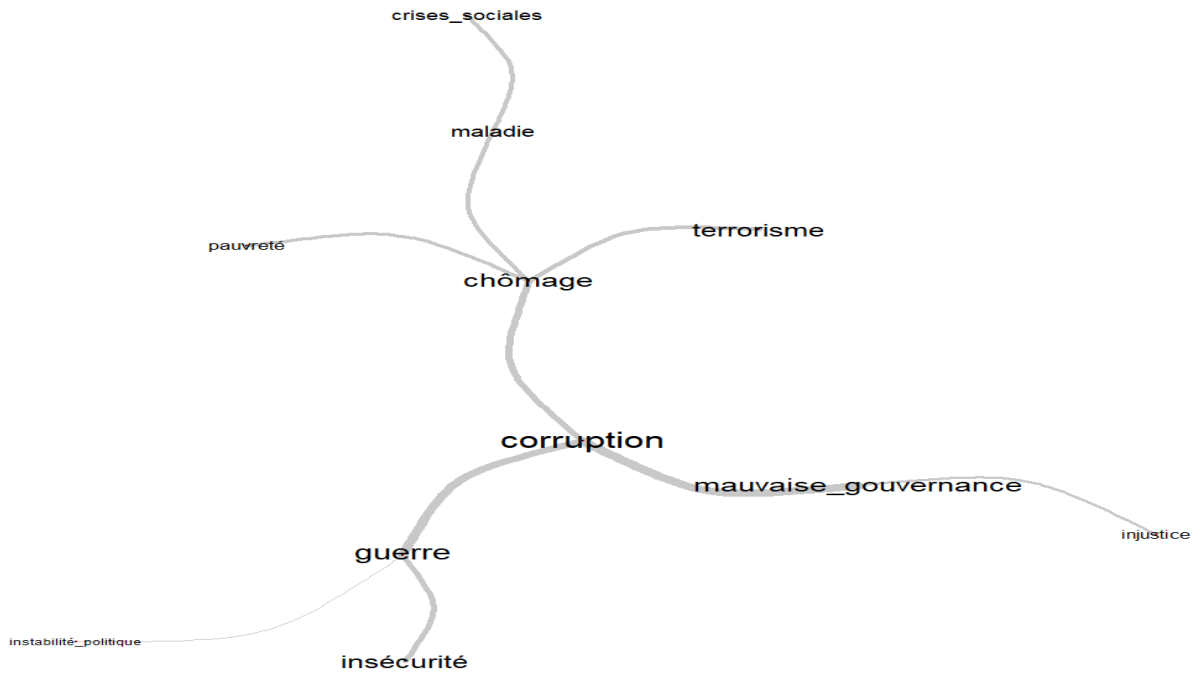 crises_sociales
maladie
pauvreté
terrorisme
chômage
corruption
mauvaise_gouvernance
injustice
guerre
instabilité_politique
insécurité